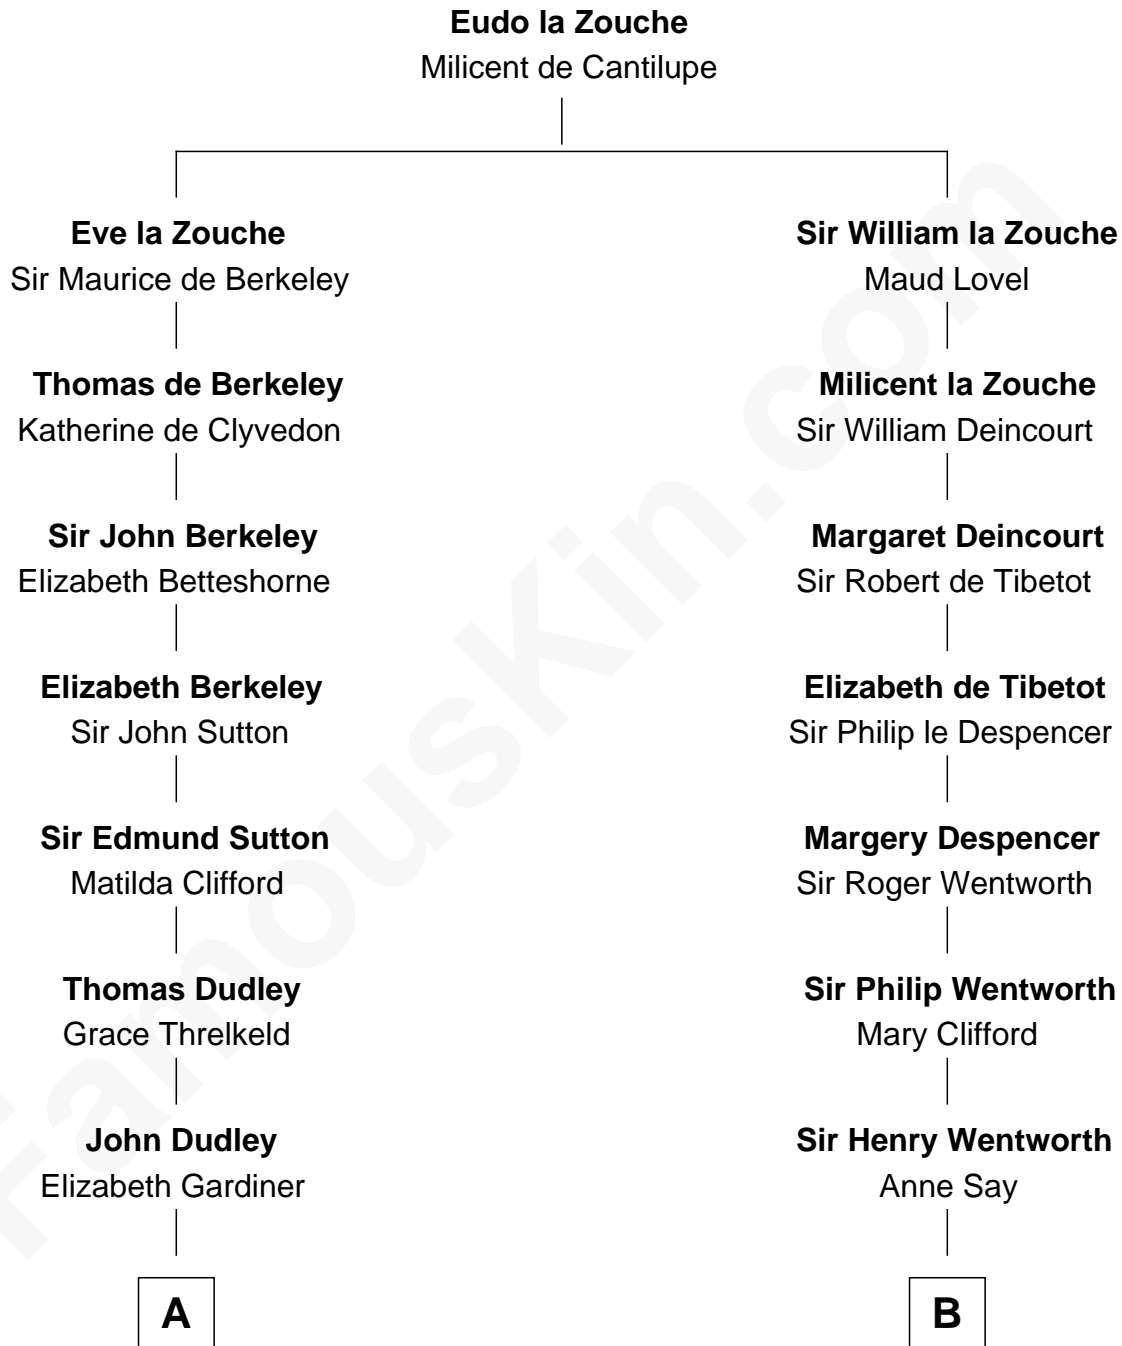 Eudo la Zouche
Milicent de Cantilupe
Eve la Zouche
Sir Maurice de Berkeley
Sir William la Zouche
Maud Lovel
Thomas de Berkeley
Katherine de Clyvedon
Milicent la Zouche
Sir William Deincourt
Sir John Berkeley
Elizabeth Betteshorne
Margaret Deincourt
Sir Robert de Tibetot
Elizabeth Berkeley
Sir John Sutton
Elizabeth de Tibetot
Sir Philip le Despencer
Sir Edmund Sutton
Matilda Clifford
Margery Despencer
Sir Roger Wentworth
Thomas Dudley
Grace Threlkeld
Sir Philip Wentworth
Mary Clifford
John Dudley
Elizabeth Gardiner
Sir Henry Wentworth
Anne Say
A
B
FamousKin.com